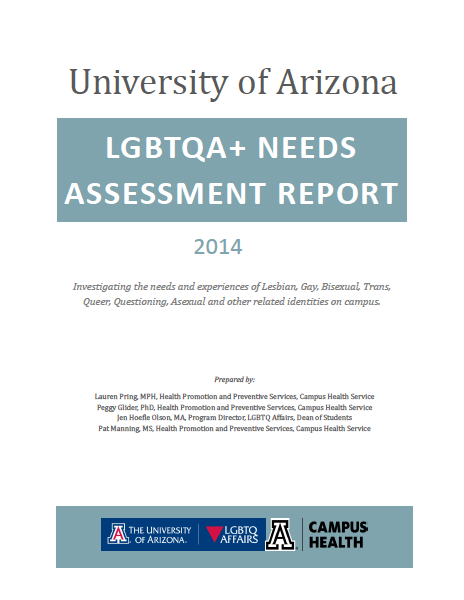 University of Arizona
LGBTQA+ NEEDS
ASSESSMENT REPORT
2014
Investigating the needs and experiences of Lesbian, Gay, Bisexual, Trans,
Queer, Questioning, Asexual and other related identities on campus.
Prepared by:
Lauren Pring, MPH, Health Promotion and Preventive Services, Campus Health Service
Peggy Glider, PhD, Health Promotion and Preventive Services, Campus Health Service
Jen Hoefle Olson, MA, Program Director, LGBTQ Affairs, Dean of Students
Pat Manning, MS, Health Promotion and Preventive Services, Campus Health Service
A THE UNIVERSITY
OF ARIZONA.
LGBTQ
AFFAIRS
A CAMPUS
HEALTH